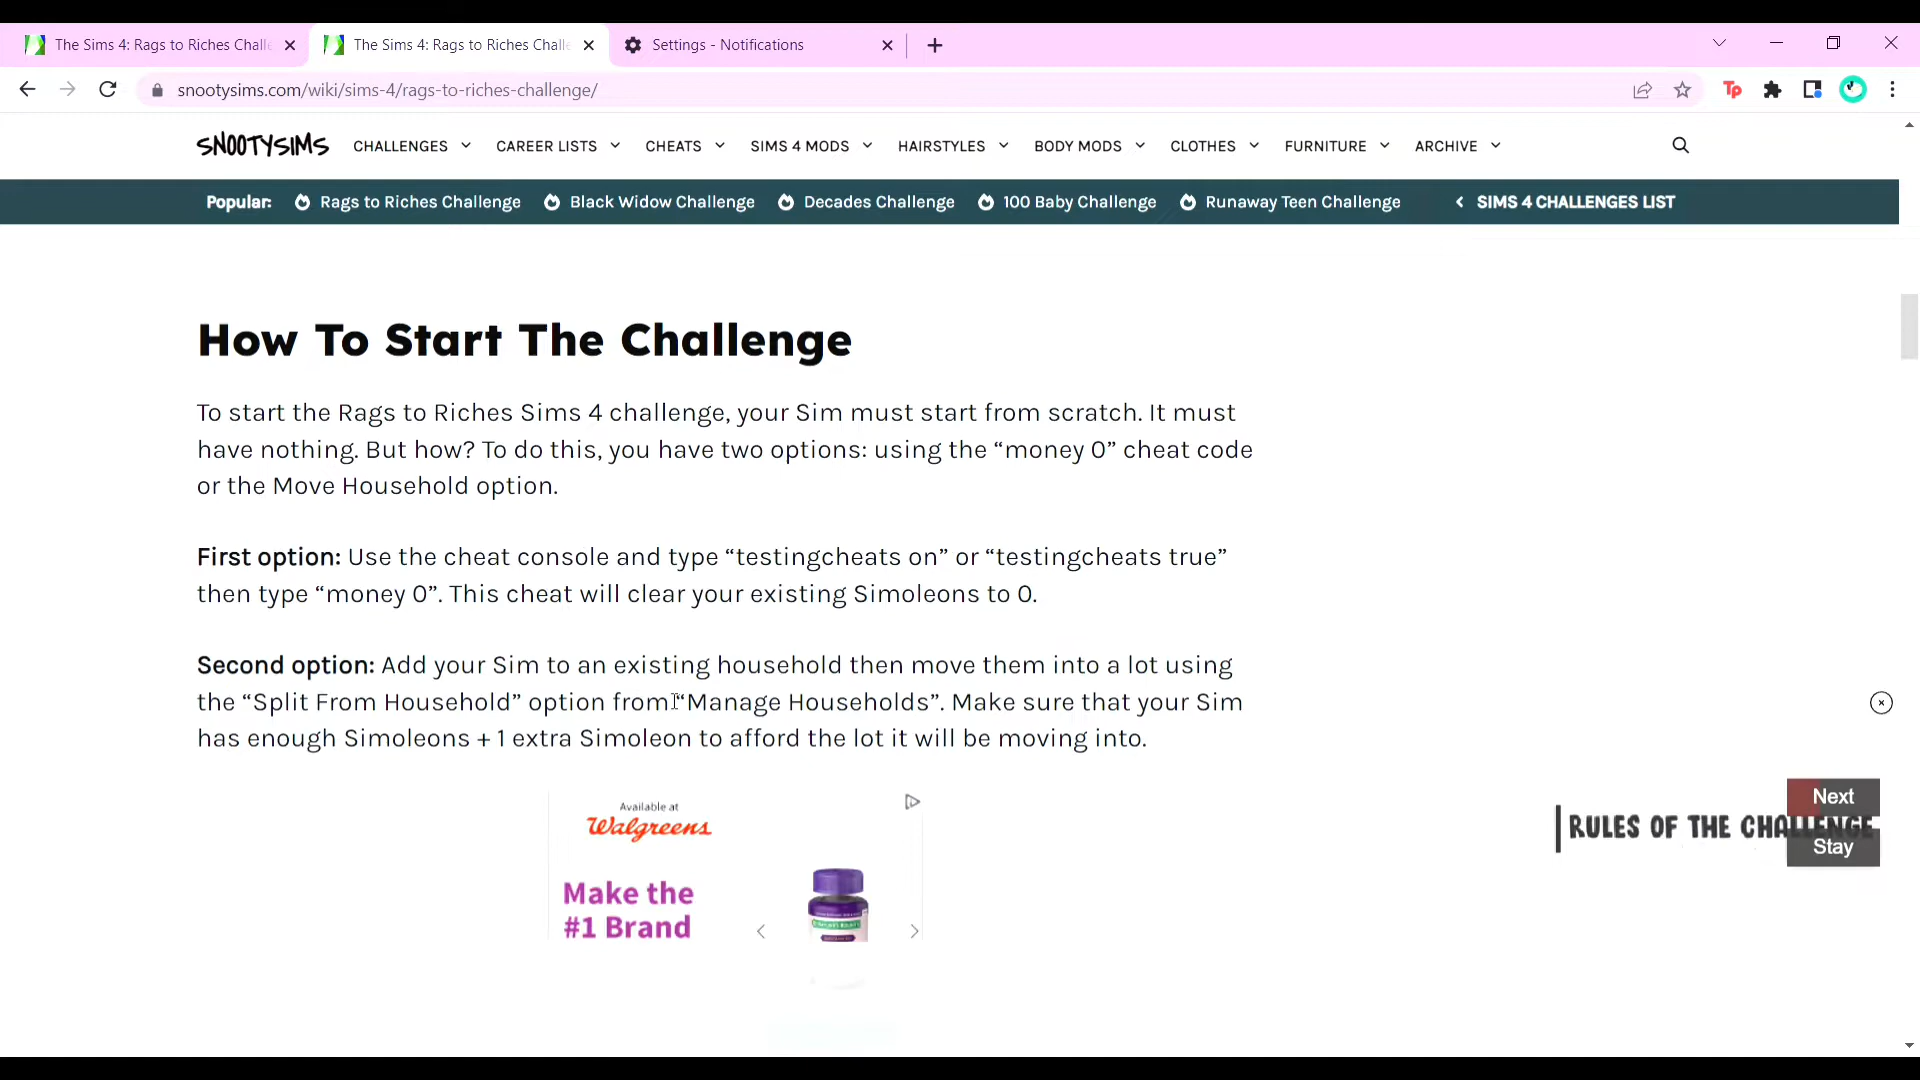 The Sims 4: Rags to Riches Chall
The Sims 4: Rags to Riches Chall
Settings - Notifications
snootysims.com/wiki/sims-4/rags-to-riches-challenge/
Tp
SNOOTYSIMS CHALLENGES CAREER LISTS CHEATS SIMS 4 MODS HAIRSTYLES BODY MODS CLOTHES FURNITURE ARCHIVE
Popular: Rags to Riches Challenge Black Widow Challenge Decades Challenge 100 Baby Challenge Runaway Teen Challenge SIMS 4 CHALLENGES LIST
How To Start The Challenge
To start the Rags to Riches Sims 4 challenge, your Sim must start from scratch. It must
have nothing. But how? To do this, you have two options: using the “money 0” cheat code
or the Move Household option.
First option: Use the cheat console and type “testingcheats on” or “testingcheats true”
then type “money 0”. This cheat will clear your existing Simoleons to 0.
Second option: Add your Sim to an existing household then move them into a lot using
the “Split From Household” option from “Manage Households”. Make sure that your Sim
has enough Simoleons + 1 extra Simoleon to afford the lot it will be moving into.
Available at
Walgreens
Make the
#1 Brand
Next
RULES OF THE CHALLENGE
Stay